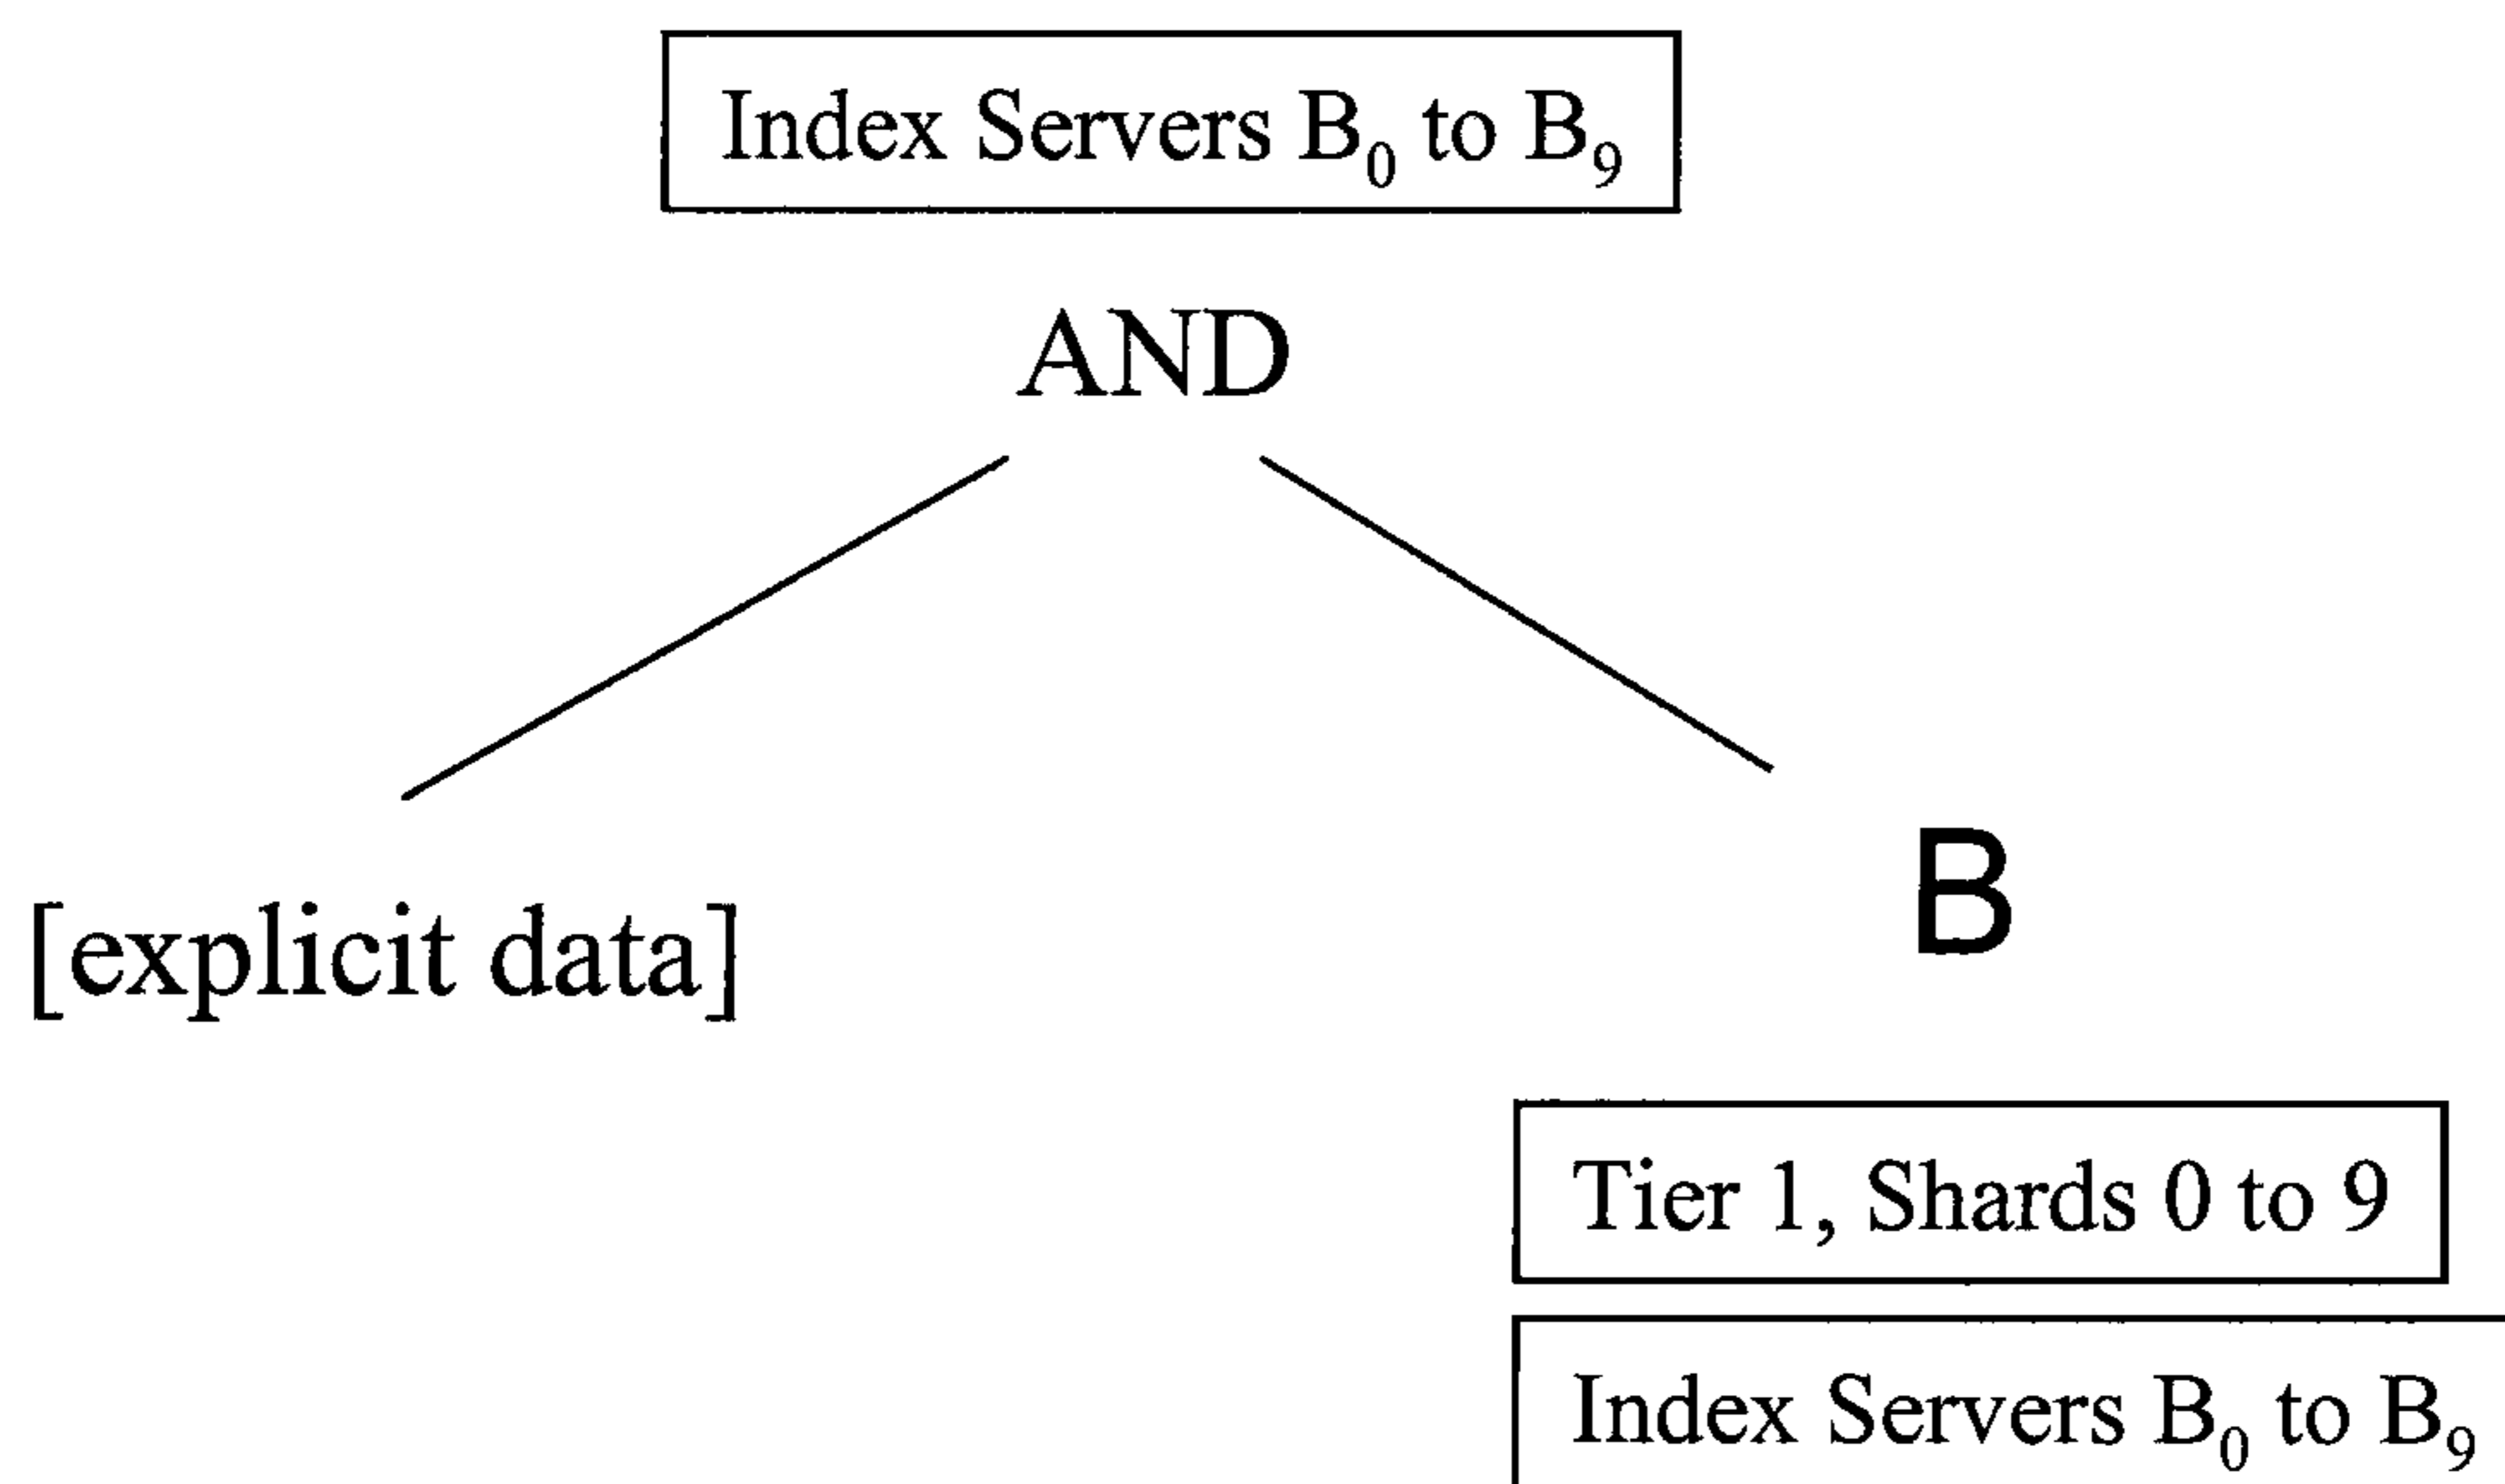 Index Servers B₀ to B₉
AND
B
[explicit data]
Tier 1, Shards 0 to 9
Index Servers B₀ to B₉